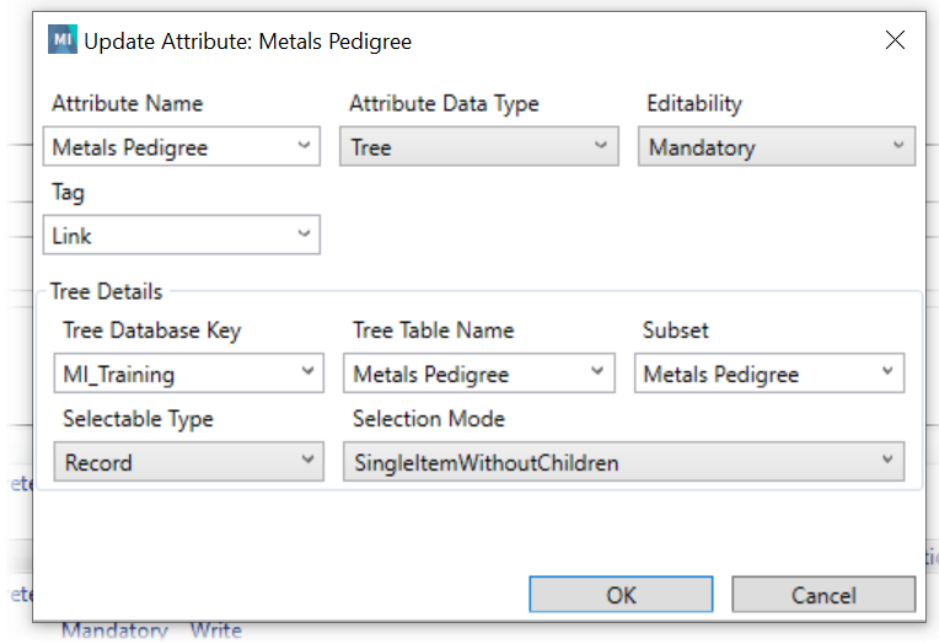 MI Update Attribute: Metals Pedigree
Attribute Name Attribute Data Type Editability
Metals Pedigree Tree Mandatory
Tag
Link
Tree Details
Tree Database Key Tree Table Name Subset
MI_Training Metals Pedigree Metals Pedigree
Selectable Type Selection Mode
Record SingleItemWithoutChildren
OK Cancel
Mandatory Write